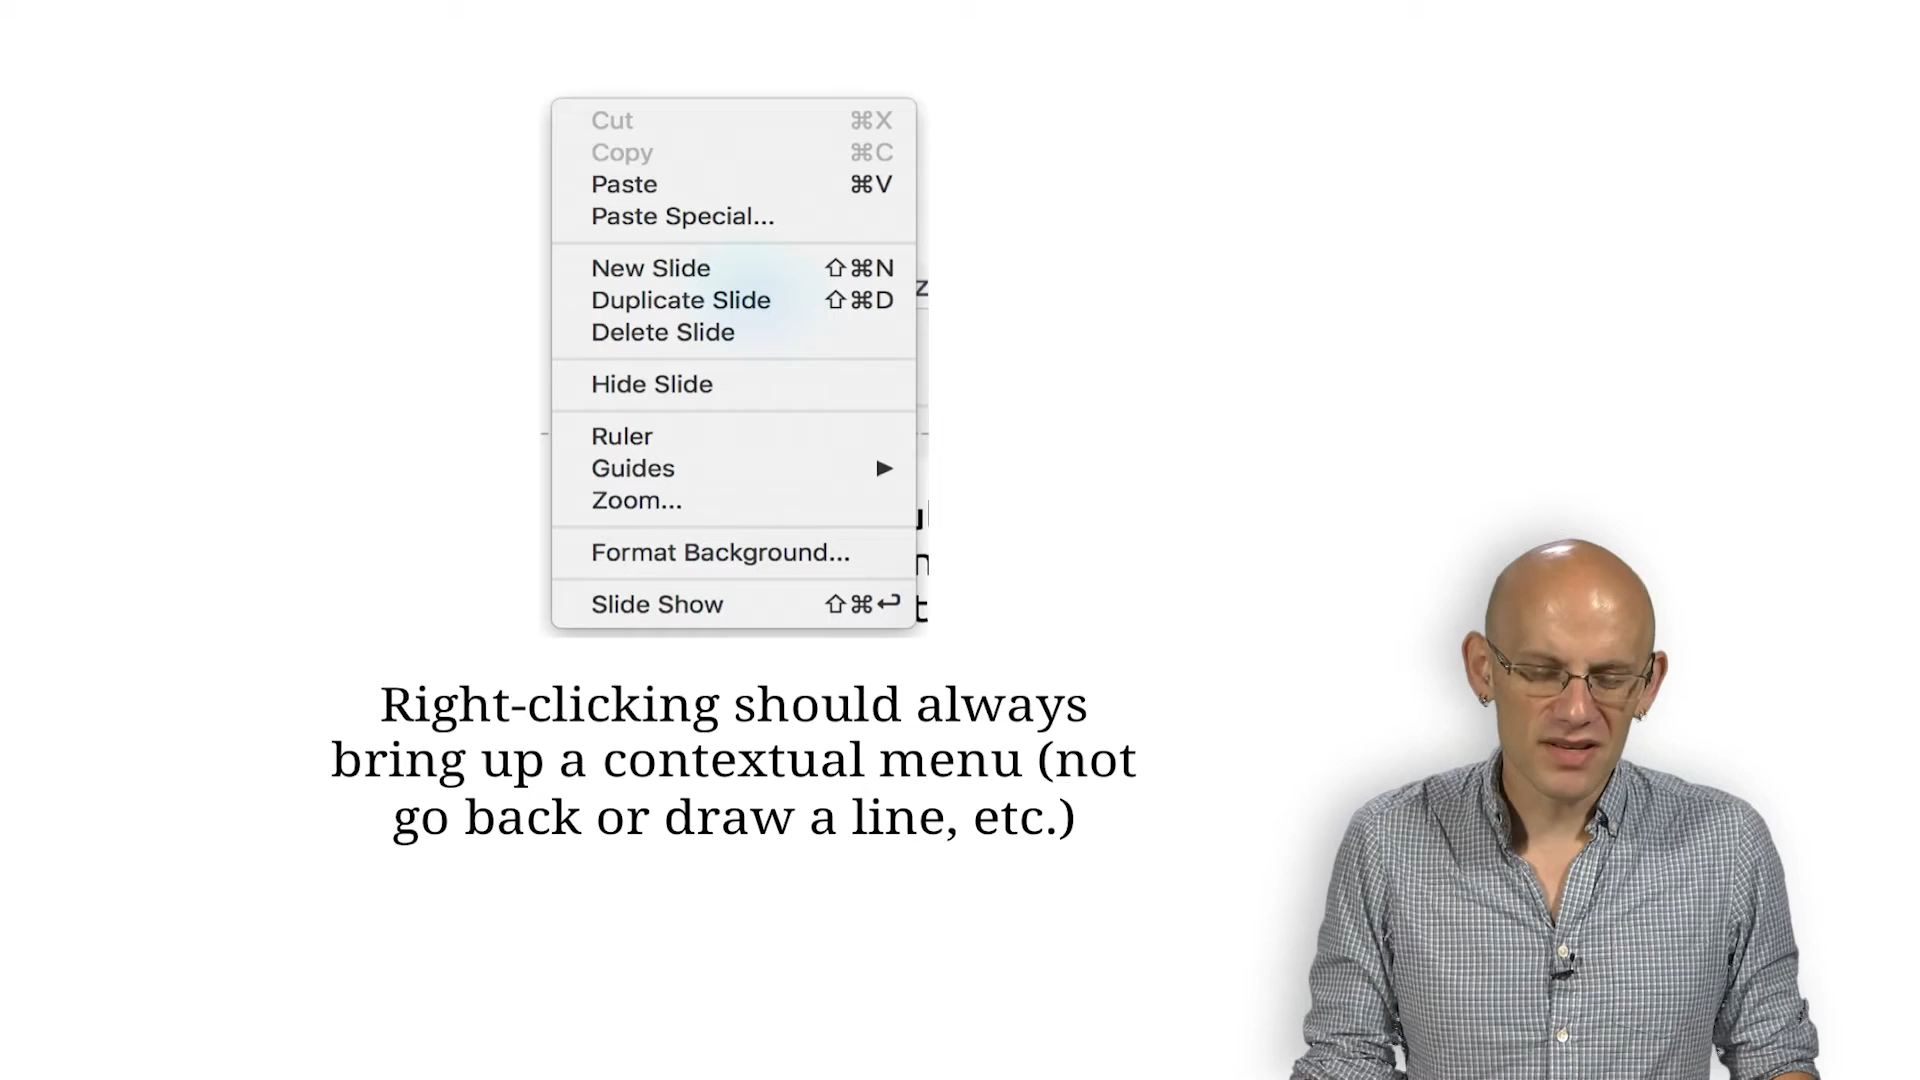 Cut ⌘X
Copy ⌘C
Paste ⌘V
Paste Special...
New Slide ⇧⌘N
Duplicate Slide ⇧⌘D
Delete Slide
Hide Slide
Ruler
Guides ▶
Zoom...
Format Background...
Slide Show ⇧⌘↩
Right-clicking should always
bring up a contextual menu (not
go back or draw a line, etc.)